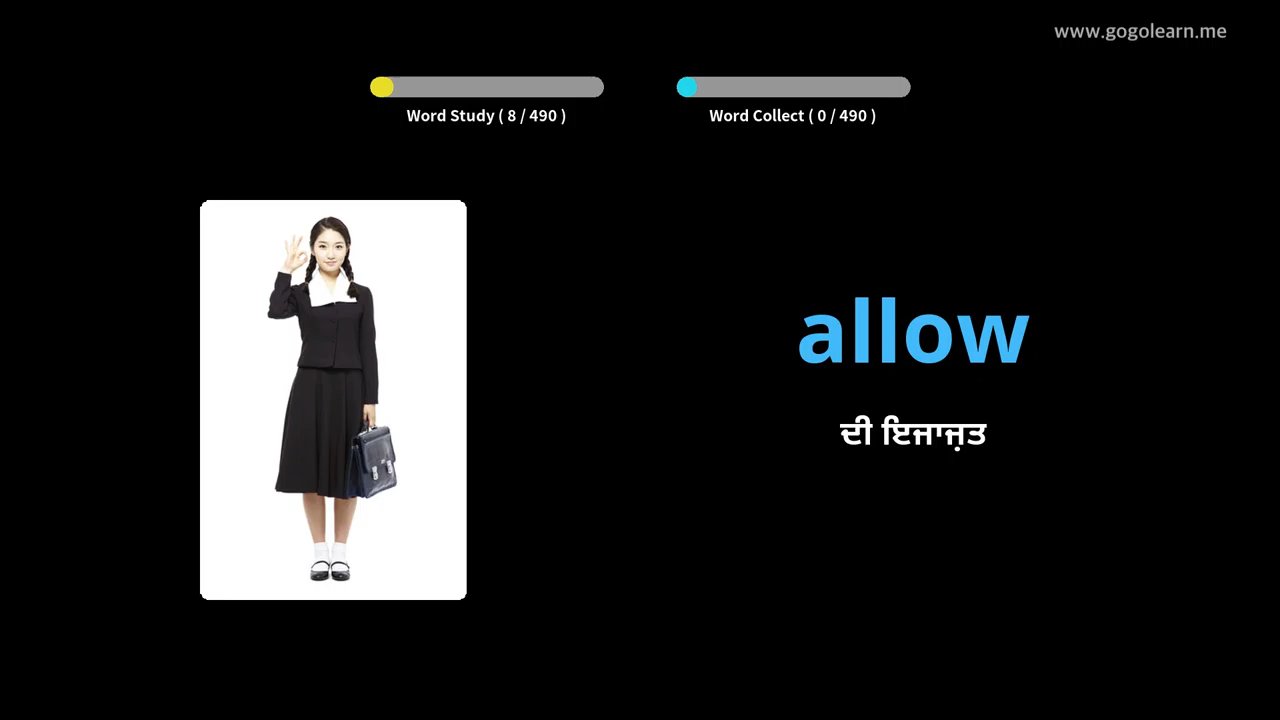 www.gogolearn.me
Word Study ( 8 / 490 )
Word Collect ( 0 / 490 )
allow
ਦੀ ਇਜਾਜ਼ਤ